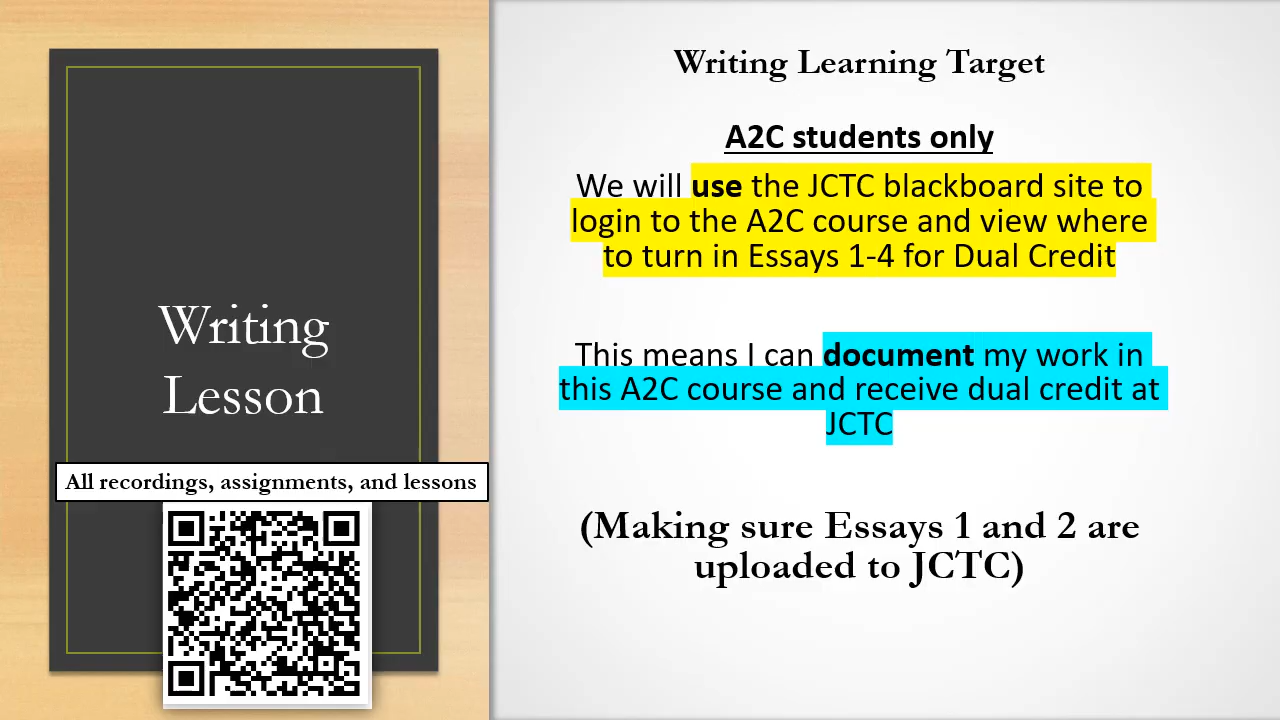 Writing
Lesson
All recordings, assignments, and lessons
Writing Learning Target
A2C students only
We will use the JCTC blackboard site to
login to the A2C course and view where
to turn in Essays 1-4 for Dual Credit
This means I can document my work in
this A2C course and receive dual credit at
JCTC
(Making sure Essays 1 and 2 are
uploaded to JCTC)